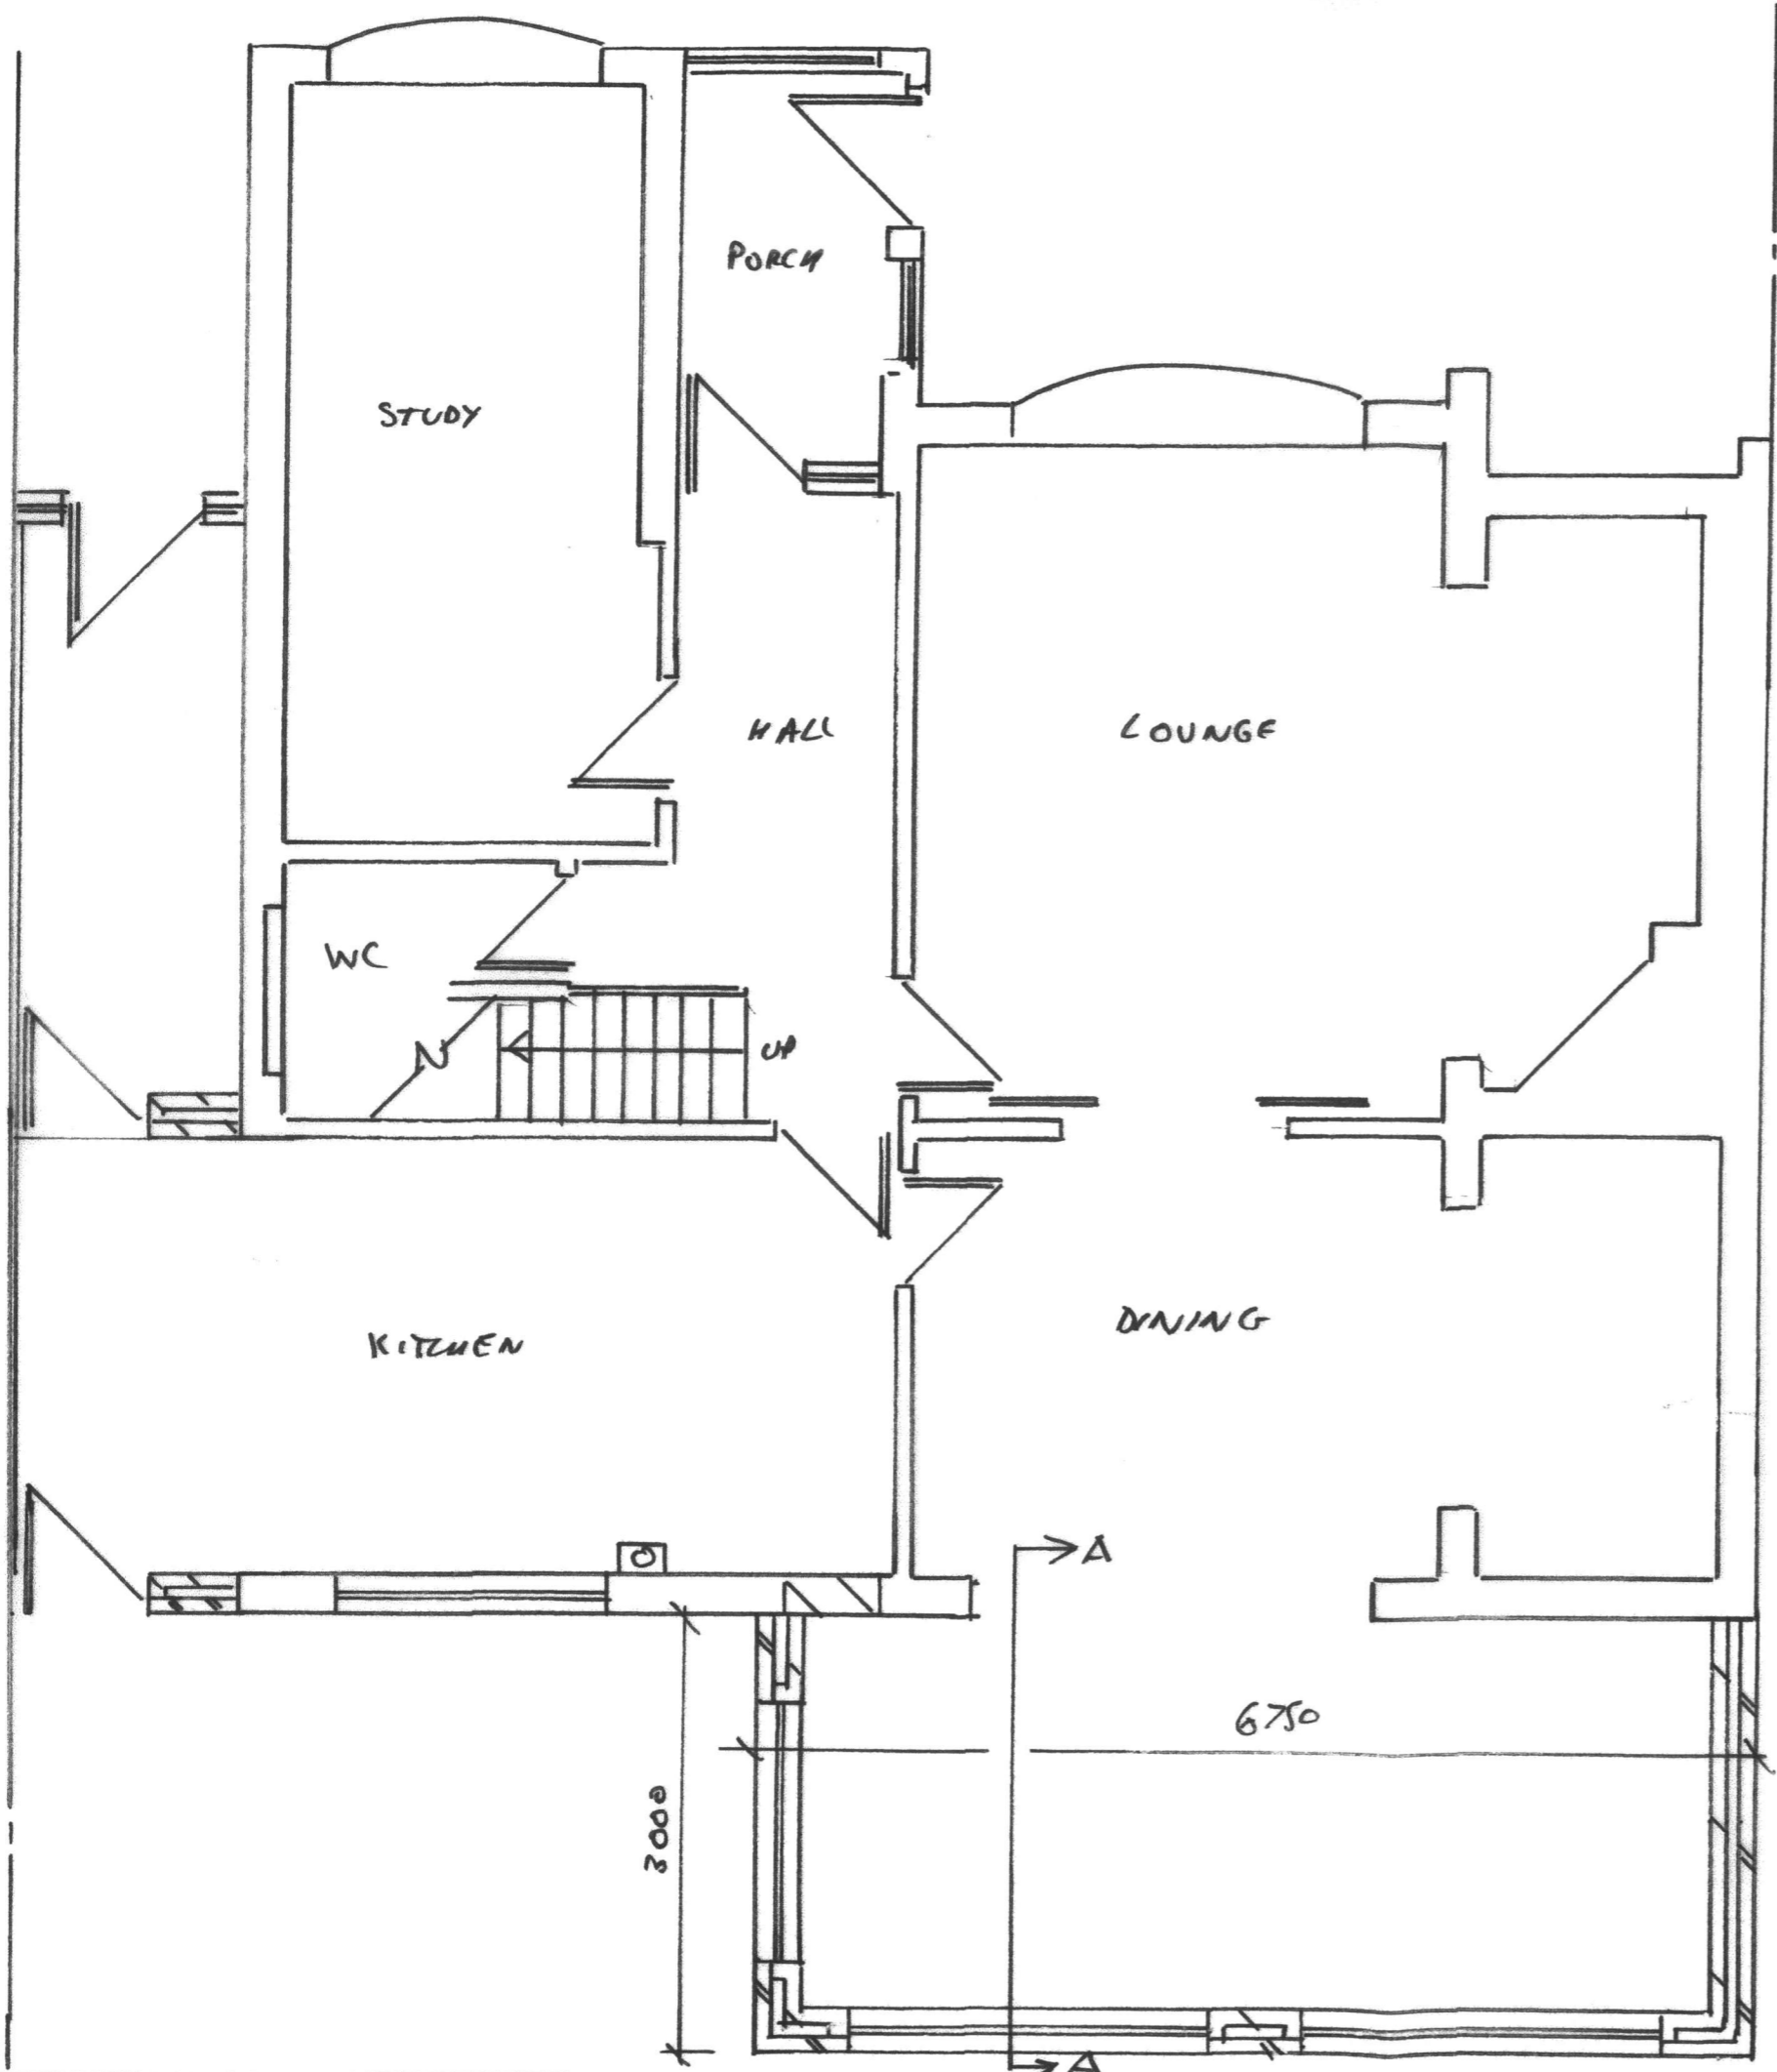 PORCH
STUDY
HALL
LOUNGE
WC
UP
KITCHEN
DINING
A
6750
3000
A